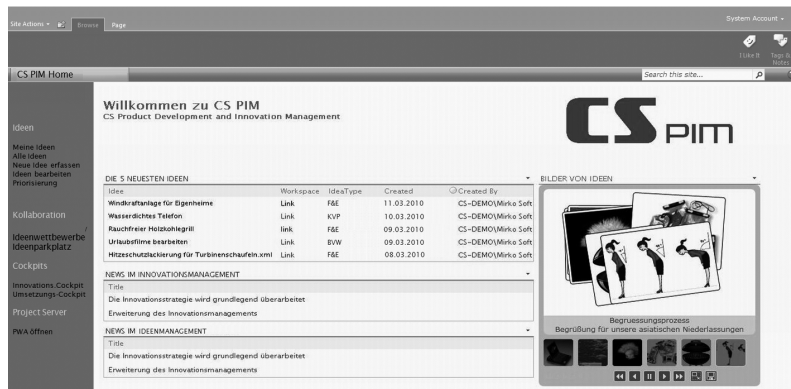 System Account
Site Actions Browse Page
I Like It Tags & Notes
CS PIM Home
Search this site...
Ideen
Meine Ideen
Alle Ideen
Neue Idee erfassen
Ideen bearbeiten
Priorisierung
Kollaboration
Ideenwettbewerbe
Ideenparkplatz
Cockpits
Innovations.Cockpit
Umsetzungs-Cockpit
Project Server
PWA öffnen
Willkommen zu CS PIM
CS Product Development and Innovation Management
CS PIM
DIE 5 NEUESTEN IDEEN
Idee Workspace IdeaType Created Created By
Windkraftanlage für Eigenheime Link F&E 11.03.2010 CS-DEMO\Mirko Soft
Wasserdichtes Telefon Link KVP 10.03.2010 CS-DEMO\Mirko Soft
Rauchfreier Holzkohlegrill link F&E 09.03.2010 CS-DEMO\Mirko Soft
Urlaubsfilme bearbeiten Link BVW 09.03.2010 CS-DEMO\Mirko Soft
Hitzeschutzlackierung für Turbinenschaufeln.xml Link F&E 08.03.2010 CS-DEMO\Mirko Soft
NEWS IM INNOVATIONSMANAGEMENT
Title
Die Innovationsstrategie wird grundlegend überarbeitet
Erweiterung des Innovationsmanagements
NEWS IM IDEENMANAGEMENT
Title
Die Innovationsstrategie wird grundlegend überarbeitet
Erweiterung des Innovationsmanagements
BILDER VON IDEEN
Begruessungsprozess
Begrüßung für unsere asiatischen Niederlassungen